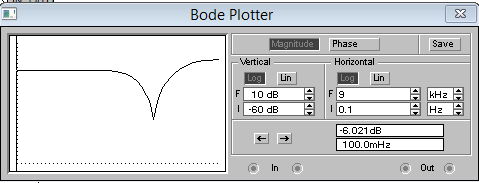 Bode Plotter
Magnitude Phase Save
Vertical Horizontal
Log Lin Log Lin
F 10 dB F 9 kHz
I -60 dB I 0.1 Hz
-6.021dB
100.0mHz
In Out